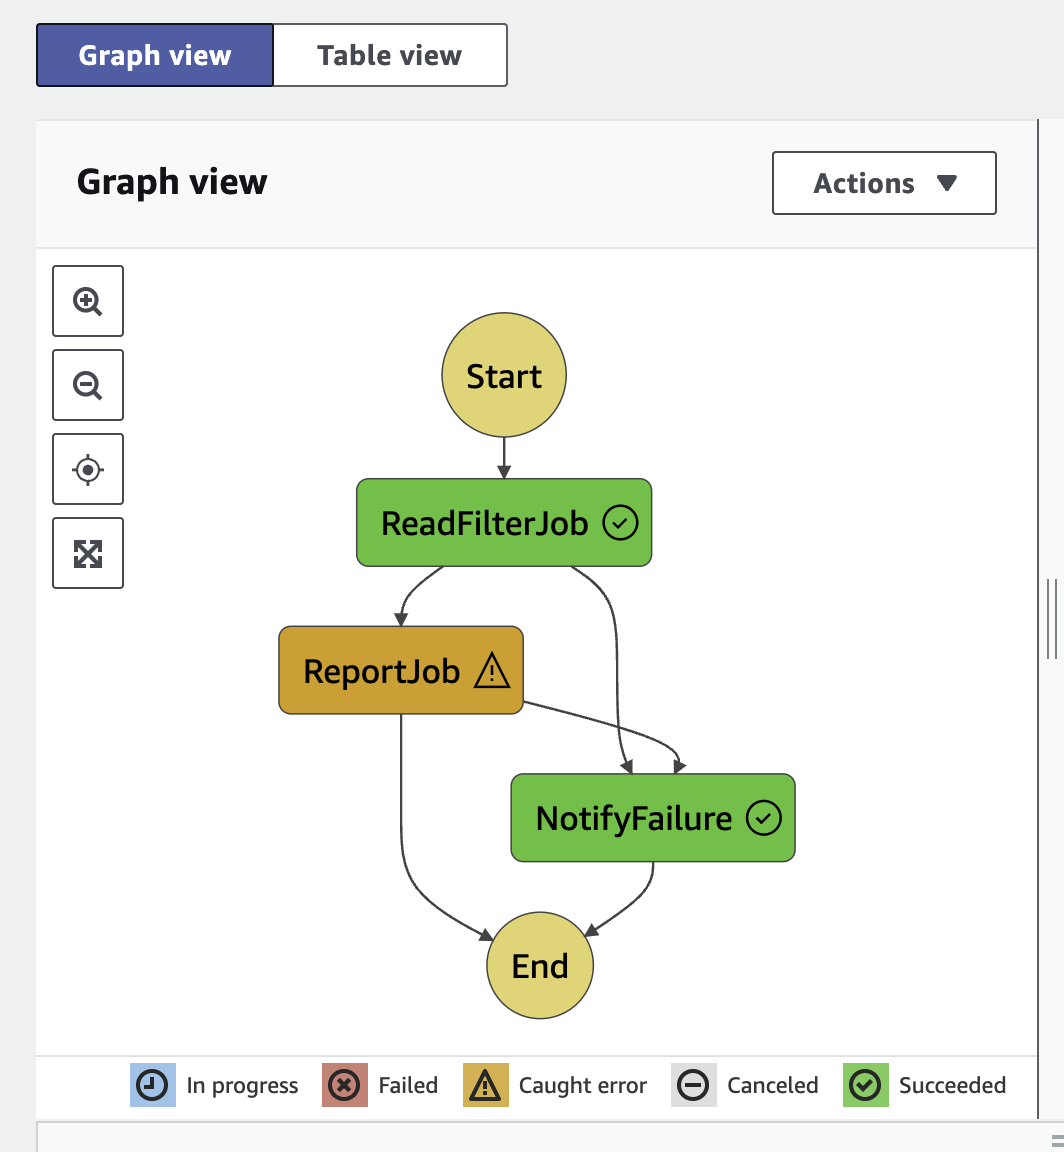 Graph view
Table view
Graph view
Actions
Start
ReadFilterJob
ReportJob
NotifyFailure
End
In progress
Failed
Caught error
Canceled
Succeeded